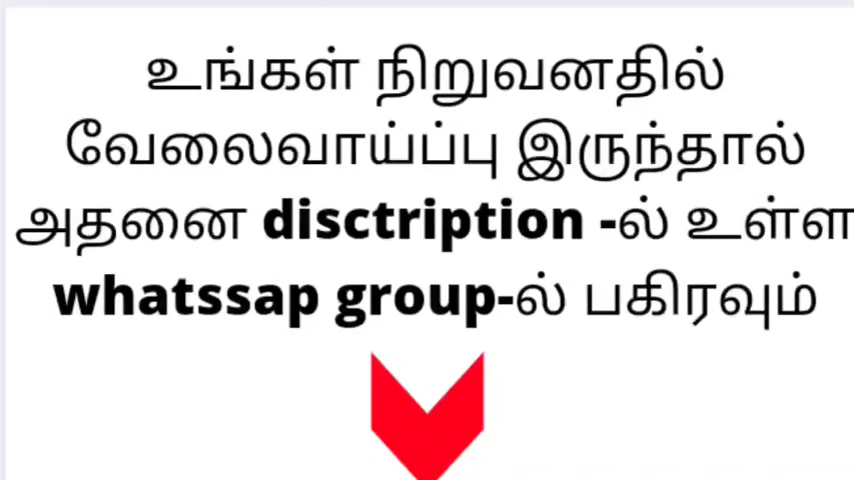 உங்கள் நிறுவனதில்
வேலைவாய்ப்பு இருந்தால்
அதனை disctription -ல் உள்ள
whatssap group-ல் பகிரவும்